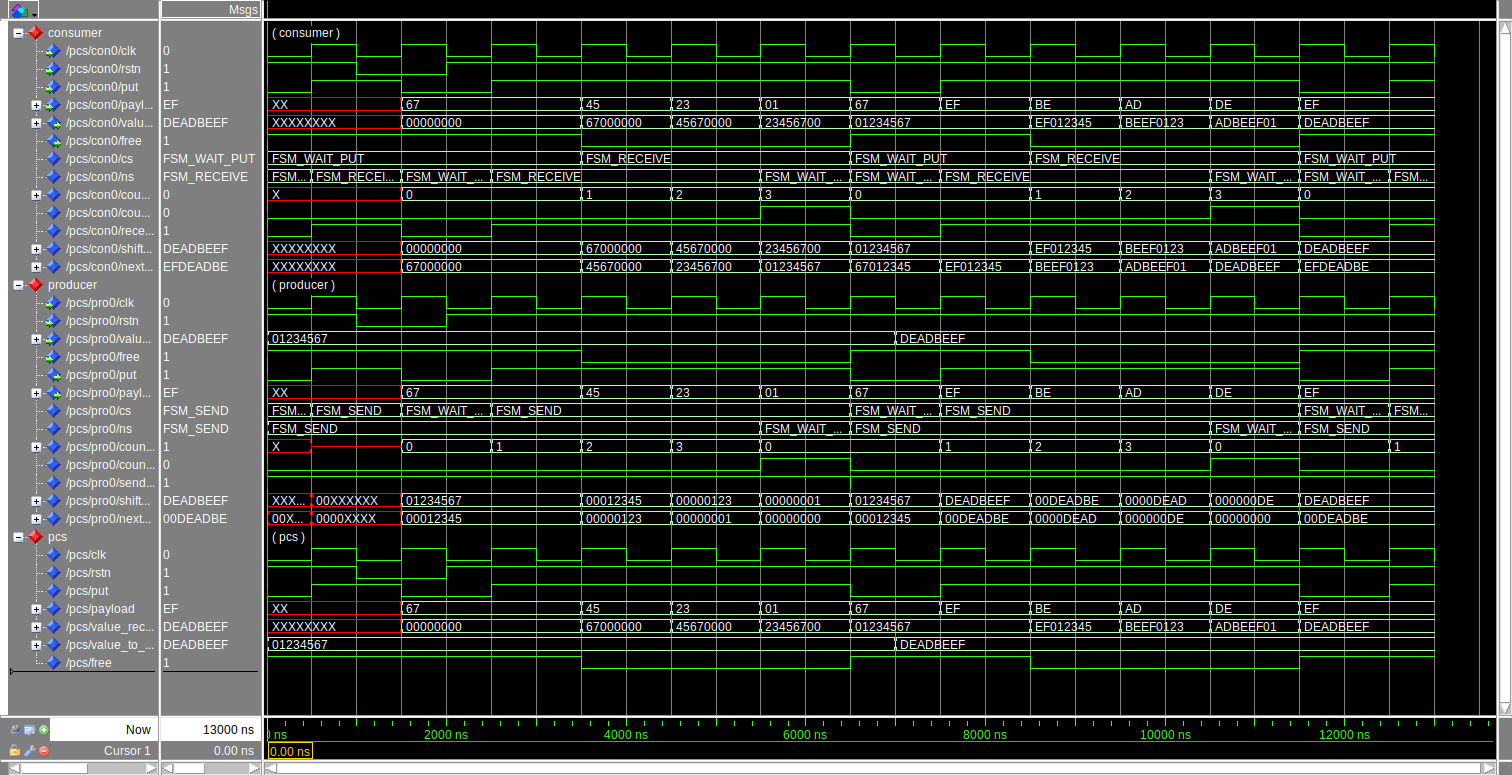 Msgs
consumer ( consumer )
/pcs/con0/clk 0
/pcs/con0/rstn 1
/pcs/con0/put 1
/pcs/con0/payl... EF XX 67 45 23 01 67 EF BE AD DE EF
/pcs/con0/valu... DEADBEEF XXXXXXXX 00000000 67000000 45670000 23456700 01234567 EF012345 BEEF0123 ADBEEF01 DEADBEEF
/pcs/con0/free 1
/pcs/con0/cs FSM_WAIT_PUT FSM_WAIT_PUT FSM_RECEIVE FSM_WAIT_PUT FSM_RECEIVE FSM_WAIT_PUT
/pcs/con0/ns FSM_RECEIVE FSM... FSM_RECEI... FSM_WAIT_... FSM_RECEIVE FSM_WAIT_... FSM_WAIT_... FSM_RECEIVE FSM_WAIT_... FSM_WAIT_... FSM...
/pcs/con0/cou... 0 X 0 1 2 3 0 1 2 3 0
/pcs/con0/cou... 0
/pcs/con0/rece... 1
/pcs/con0/shift... DEADBEEF XXXXXXXX 00000000 67000000 45670000 23456700 01234567 EF012345 BEEF0123 ADBEEF01 DEADBEEF
/pcs/con0/next... EFDEADBE XXXXXXXX 67000000 45670000 23456700 01234567 67012345 EF012345 BEEF0123 ADBEEF01 DEADBEEF EFDEADBE
producer ( producer )
/pcs/pro0/clk 0
/pcs/pro0/rstn 1
/pcs/pro0/valu... DEADBEEF 01234567 DEADBEEF
/pcs/pro0/free 1
/pcs/pro0/put 1
/pcs/pro0/payl... EF XX 67 45 23 01 67 EF BE AD DE EF
/pcs/pro0/cs FSM_SEND FSM... FSM_SEND FSM_WAIT_... FSM_SEND FSM_WAIT_... FSM_SEND FSM_WAIT_... FSM...
/pcs/pro0/ns FSM_SEND FSM_SEND FSM_WAIT_... FSM_SEND FSM_WAIT_... FSM_SEND
/pcs/pro0/coun... 1 X 0 1 2 3 0 1 2 3 0 1
/pcs/pro0/coun... 0
/pcs/pro0/send... 1
/pcs/pro0/shift... DEADBEEF XXX... 00XXXXXX 01234567 00012345 00000123 00000001 01234567 DEADBEEF 00DEADBE 0000DEAD 000000DE DEADBEEF
/pcs/pro0/next... 00DEADBE 00X... 0000XXXX 00012345 00000123 00000001 00000000 00012345 00DEADBE 0000DEAD 000000DE 00000000 00DEADBE
pcs ( pcs )
/pcs/clk 0
/pcs/rstn 1
/pcs/put 1
/pcs/payload EF XX 67 45 23 01 67 EF BE AD DE EF
/pcs/value_rec... DEADBEEF XXXXXXXX 00000000 67000000 45670000 23456700 01234567 EF012345 BEEF0123 ADBEEF01 DEADBEEF
/pcs/value_to_... DEADBEEF 01234567 DEADBEEF
/pcs/free 1
Now 13000 ns
ns 2000 ns 4000 ns 6000 ns 8000 ns 10000 ns 12000 ns
Cursor 1 0.00 ns 0.00 ns